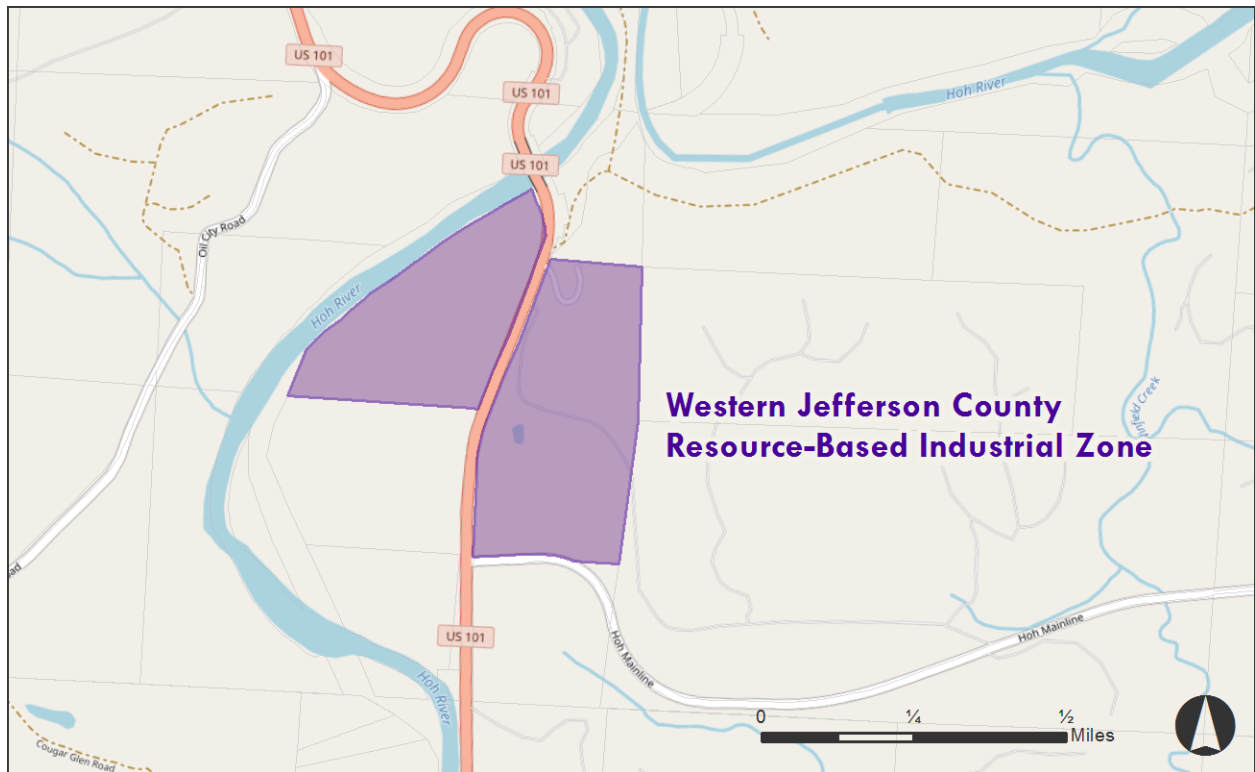 US 101
US 101
Hoh River
US 101
Oil City Road
Hoh River
Western Jefferson County
Resource-Based Industrial Zone
US 101
Hoh Mainline
Hoh Mainline
Hoh River
0 ¼ ½
Miles
Cougar Glen Road